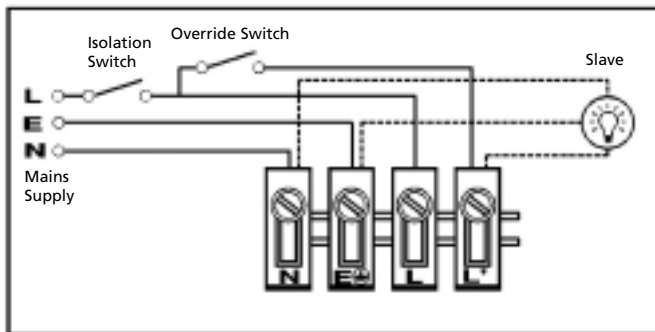 Isolation
Switch
Override Switch
Slave
L
E
N
Mains
Supply
N
E
L
L'